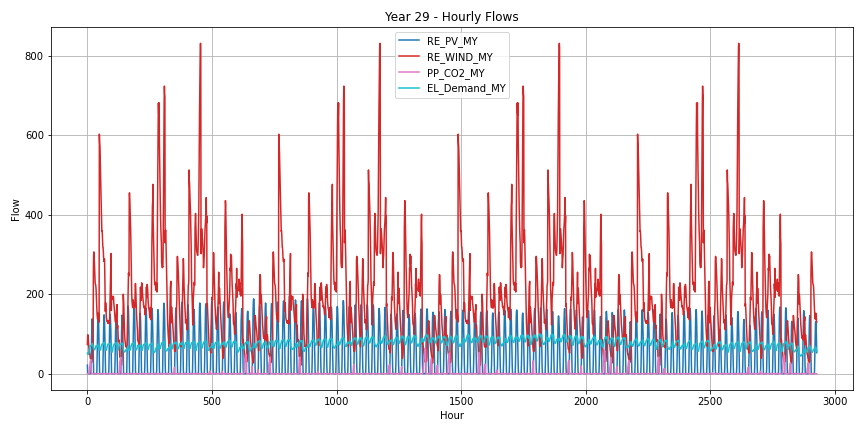 Year 29 - Hourly Flows
RE_PV_MY
RE_WIND_MY
PP_CO2_MY
EL_Demand_MY
Flow
800
600
400
200
0
0 500 1000 1500 2000 2500 3000
Hour